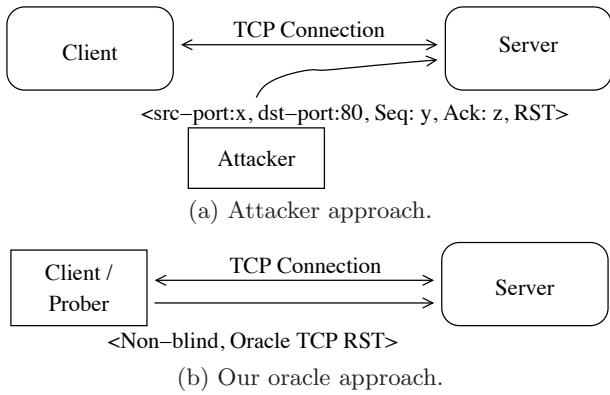 TCP Connection
Client
Server
<src-port:x, dst-port:80, Seq: y, Ack: z, RST>
Attacker
(a) Attacker approach.
Client /
Prober
TCP Connection
Server
<Non-blind, Oracle TCP RST>
(b) Our oracle approach.